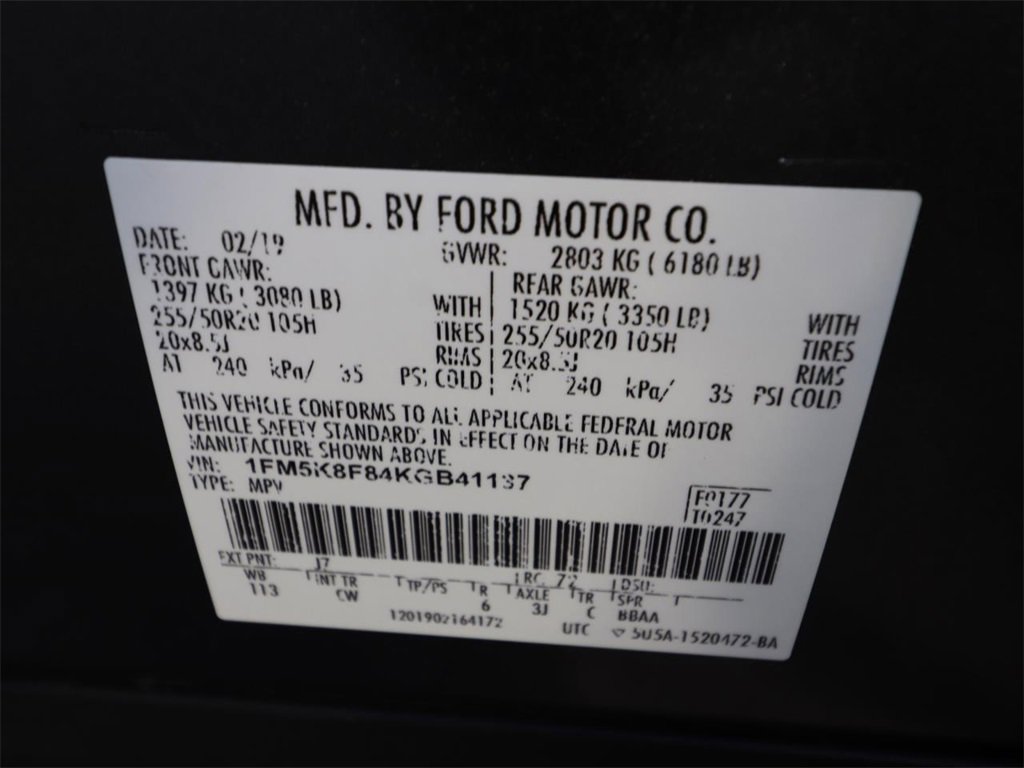 MFD. BY FORD MOTOR CO.
DATE: 02/19 GVWR: 2803 KG ( 6180 LB)
FRONT GAWR: REAR GAWR:
1397 KG ( 3080 LB) WITH 1520 KG ( 3350 LB) WITH
255/50R20 105H TIRES 255/50R20 105H TIRES
20x8.5J RIMS 20x8.5J RIMS
AT 240 kPa/ 35 PSI COLD AT 240 kPa/ 35 PSI COLD
THIS VEHICLE CONFORMS TO ALL APPLICABLE FEDERAL MOTOR
VEHICLE SAFETY STANDARDS IN EFFECT ON THE DATE OF
MANUFACTURE SHOWN ABOVE.
VIN: 1FM5K8F84KGB41137
TYPE: MPV
F0177
T0247
EXT PNT: J7 RC: 72 DSO:
WB INT TR TP/PS R AXLE TR SPR
113 CW 6 3J C BBAA
1201902164172 UTC 5U5A-1520472-BA